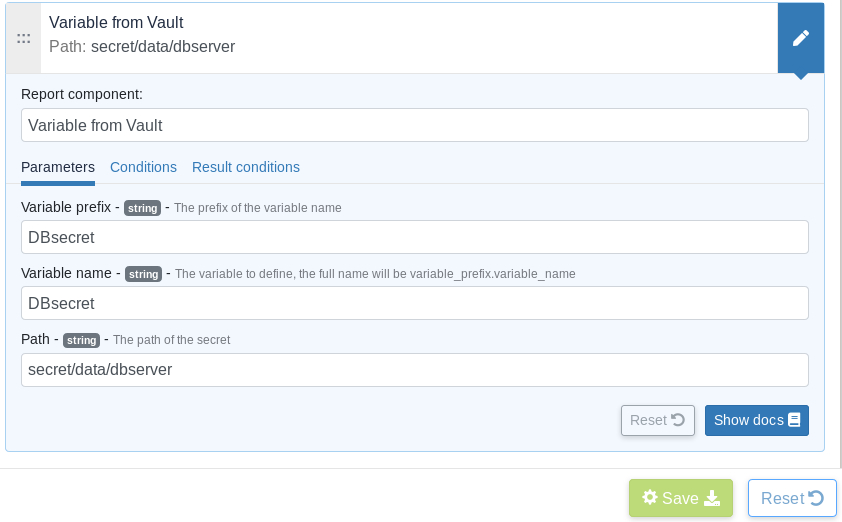 Variable from Vault
Path: secret/data/dbserver
Report component:
Variable from Vault
Parameters Conditions Result conditions
Variable prefix - string - The prefix of the variable name
DBsecret
Variable name - string - The variable to define, the full name will be variable_prefix.variable_name
DBsecret
Path - string - The path of the secret
secret/data/dbserver
Reset Show docs
Save Reset